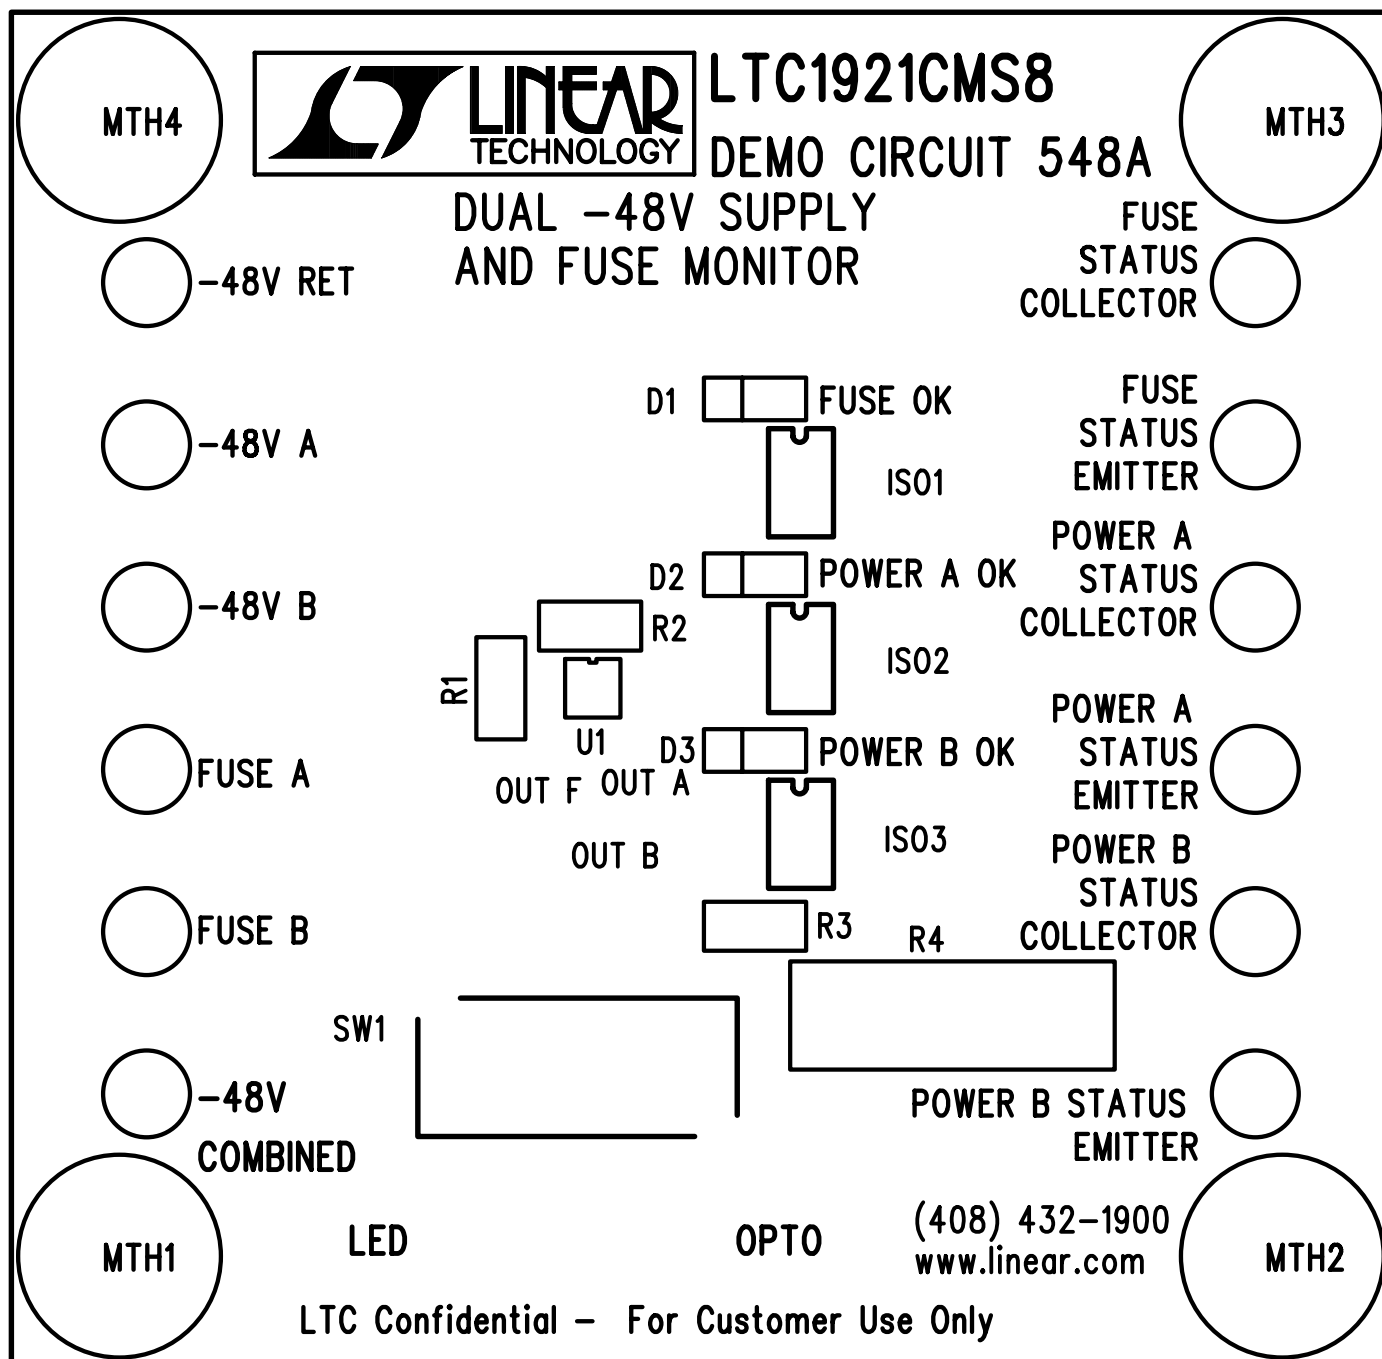 MTH4
LINEAR
TECHNOLOGY
LTC1921CMS8
DEMO CIRCUIT 548A
MTH3
DUAL -48V SUPPLY
AND FUSE MONITOR
-48V RET
FUSE
STATUS
COLLECTOR
D1
FUSE OK
-48V A
ISO1
FUSE
STATUS
EMITTER
D2
POWER A OK
-48V B
R2
ISO2
POWER A
STATUS
COLLECTOR
R1
U1
D3
POWER B OK
POWER A
STATUS
EMITTER
FUSE A
OUT F
OUT A
ISO3
OUT B
POWER B
STATUS
COLLECTOR
FUSE B
R3
R4
SW1
-48V
COMBINED
POWER B STATUS
EMITTER
MTH1
LED
OPTO
(408) 432-1900
www.linear.com
MTH2
LTC Confidential - For Customer Use Only